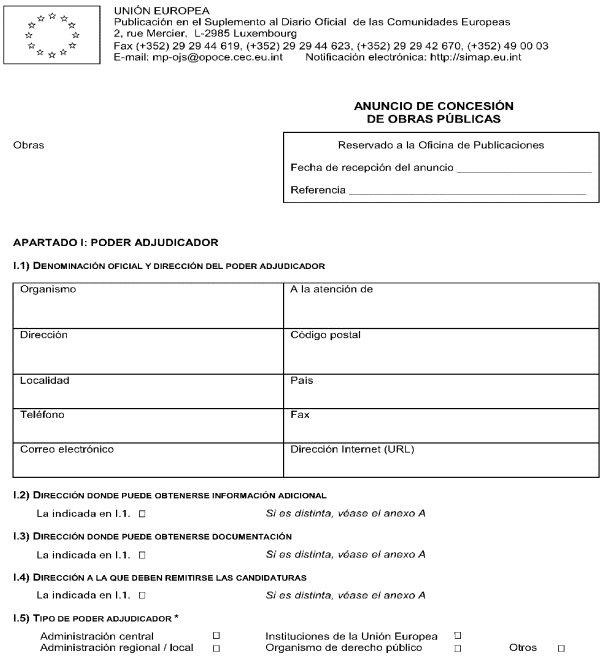 UNIÓN EUROPEA
Publicación en el Suplemento al Diario Oficial de las Comunidades Europeas
2, rue Mercier, L-2985 Luxembourg
Fax (+352) 29 29 44 619, (+352) 29 29 44 623, (+352) 29 29 42 670, (+352) 49 00 03
E-mail: mp-ojs@opoce.cec.eu.int Notificación electrónica: http://simap.eu.int
ANUNCIO DE CONCESIÓN
DE OBRAS PÚBLICAS
Obras
Reservado a la Oficina de Publicaciones
Fecha de recepción del anuncio ____________________
Referencia ____________________________________
APARTADO I: PODER ADJUDICADOR
I.1) DENOMINACIÓN OFICIAL Y DIRECCIÓN DEL PODER ADJUDICADOR
Organismo A la atención de
Dirección Código postal
Localidad País
Teléfono Fax
Correo electrónico Dirección Internet (URL)
I.2) DIRECCIÓN DONDE PUEDE OBTENERSE INFORMACIÓN ADICIONAL
La indicada en I.1. □ Si es distinta, véase el anexo A
I.3) DIRECCIÓN DONDE PUEDE OBTENERSE DOCUMENTACIÓN
La indicada en I.1. □ Si es distinta, véase el anexo A
I.4) DIRECCIÓN A LA QUE DEBEN REMITIRSE LAS CANDIDATURAS
La indicada en I.1. □ Si es distinta, véase el anexo A
I.5) TIPO DE PODER ADJUDICADOR *
Administración central □ Instituciones de la Unión Europea □
Administración regional / local □ Organismo de derecho público □ Otros □